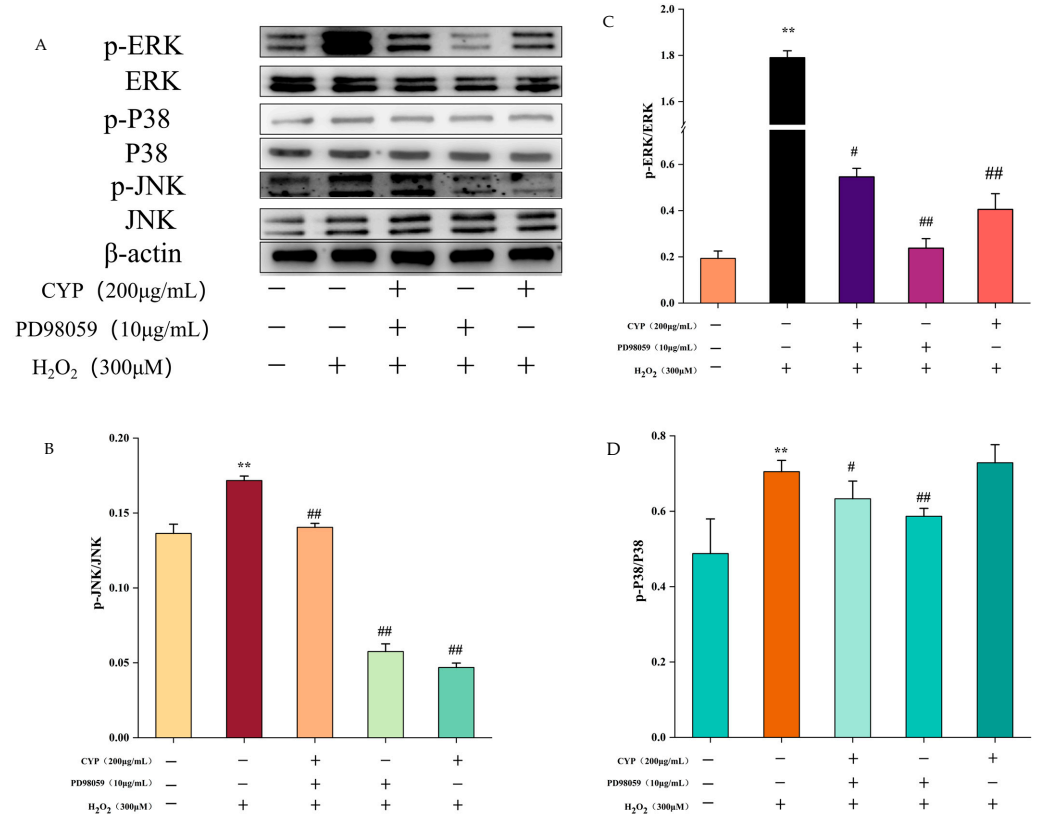 A
p-ERK
ERK
p-P38
P38
p-JNK
JNK
β-actin
CYP（200μg/mL） − − + − +
PD98059（10μg/mL） − − + + −
H₂O₂（300μM） − + + + +
C
p-ERK/ERK
1.8
1.6
0.6
0.4
0.2
0.0
**
#
##
##
CYP（200μg/mL） − − + − +
PD98059（10μg/mL） − − + + −
H₂O₂（300μM） − + + + +
B
p-JNK/JNK
0.20
0.15
0.10
0.05
0.00
**
##
##
##
CYP（200μg/mL） − − + − +
PD98059（10μg/mL） − − + + −
H₂O₂（300μM） − + + + +
D
p-P38/P38
0.8
0.6
0.4
0.2
0.0
**
#
##
CYP（200μg/mL） − − + − +
PD98059（10μg/mL） − − + + −
H₂O₂（300μM） − + + + +